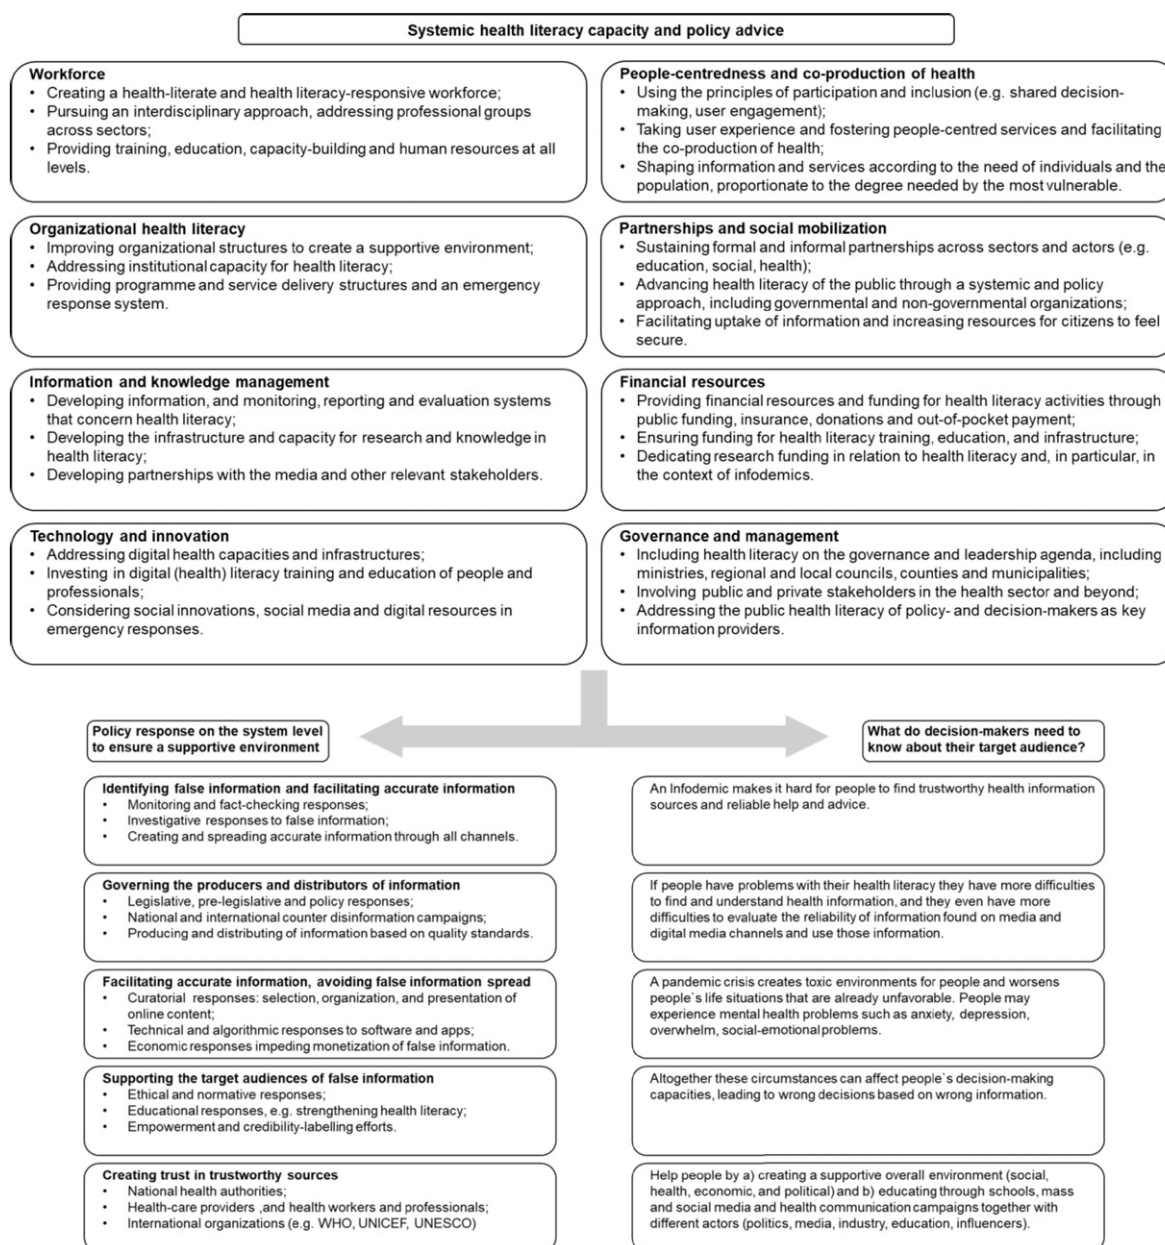 Systemic health literacy capacity and policy advice
Workforce
• Creating a health-literate and health literacy-responsive workforce;
• Pursuing an interdisciplinary approach, addressing professional groups
across sectors;
• Providing training, education, capacity-building and human resources at all
levels.
People-centredness and co-production of health
• Using the principles of participation and inclusion (e.g. shared decision-
making, user engagement);
• Taking user experience and fostering people-centred services and facilitating
the co-production of health;
• Shaping information and services according to the need of individuals and the
population, proportionate to the degree needed by the most vulnerable.
Organizational health literacy
• Improving organizational structures to create a supportive environment;
• Addressing institutional capacity for health literacy;
• Providing programme and service delivery structures and an emergency
response system.
Partnerships and social mobilization
• Sustaining formal and informal partnerships across sectors and actors (e.g.
education, social, health);
• Advancing health literacy of the public through a systemic and policy
approach, including governmental and non-governmental organizations;
• Facilitating uptake of information and increasing resources for citizens to feel
secure.
Information and knowledge management
• Developing information, and monitoring, reporting and evaluation systems
that concern health literacy;
• Developing the infrastructure and capacity for research and knowledge in
health literacy;
• Developing partnerships with the media and other relevant stakeholders.
Financial resources
• Providing financial resources and funding for health literacy activities through
public funding, insurance, donations and out-of-pocket payment;
• Ensuring funding for health literacy training, education, and infrastructure;
• Dedicating research funding in relation to health literacy and, in particular, in
the context of infodemics.
Technology and innovation
• Addressing digital health capacities and infrastructures;
• Investing in digital (health) literacy training and education of people and
professionals;
• Considering social innovations, social media and digital resources in
emergency responses.
Governance and management
• Including health literacy on the governance and leadership agenda, including
ministries, regional and local councils, counties and municipalities;
• Involving public and private stakeholders in the health sector and beyond;
• Addressing the public health literacy of policy- and decision-makers as key
information providers.
Policy response on the system level
to ensure a supportive environment
What do decision-makers need to
know about their target audience?
Identifying false information and facilitating accurate information
• Monitoring and fact-checking responses;
• Investigative responses to false information;
• Creating and spreading accurate information through all channels.
An Infodemic makes it hard for people to find trustworthy health information
sources and reliable help and advice.
Governing the producers and distributors of information
• Legislative, pre-legislative and policy responses;
• National and international counter disinformation campaigns;
• Producing and distributing of information based on quality standards.
If people have problems with their health literacy they have more difficulties
to find and understand health information, and they even have more
difficulties to evaluate the reliability of information found on media and
digital media channels and use those information.
Facilitating accurate information, avoiding false information spread
• Curatorial responses: selection, organization, and presentation of
online content;
• Technical and algorithmic responses to software and apps;
• Economic responses impeding monetization of false information.
A pandemic crisis creates toxic environments for people and worsens
people`s life situations that are already unfavorable. People may
experience mental health problems such as anxiety, depression,
overwhelm, social-emotional problems.
Supporting the target audiences of false information
• Ethical and normative responses;
• Educational responses, e.g. strengthening health literacy;
• Empowerment and credibility-labelling efforts.
Altogether these circumstances can affect people`s decision-making
capacities, leading to wrong decisions based on wrong information.
Creating trust in trustworthy sources
• National health authorities;
• Health-care providers ,and health workers and professionals;
• International organizations (e.g. WHO, UNICEF, UNESCO)
Help people by a) creating a supportive overall environment (social,
health, economic, and political) and b) educating through schools, mass
and social media and health communication campaigns together with
different actors (politics, media, industry, education, influencers).